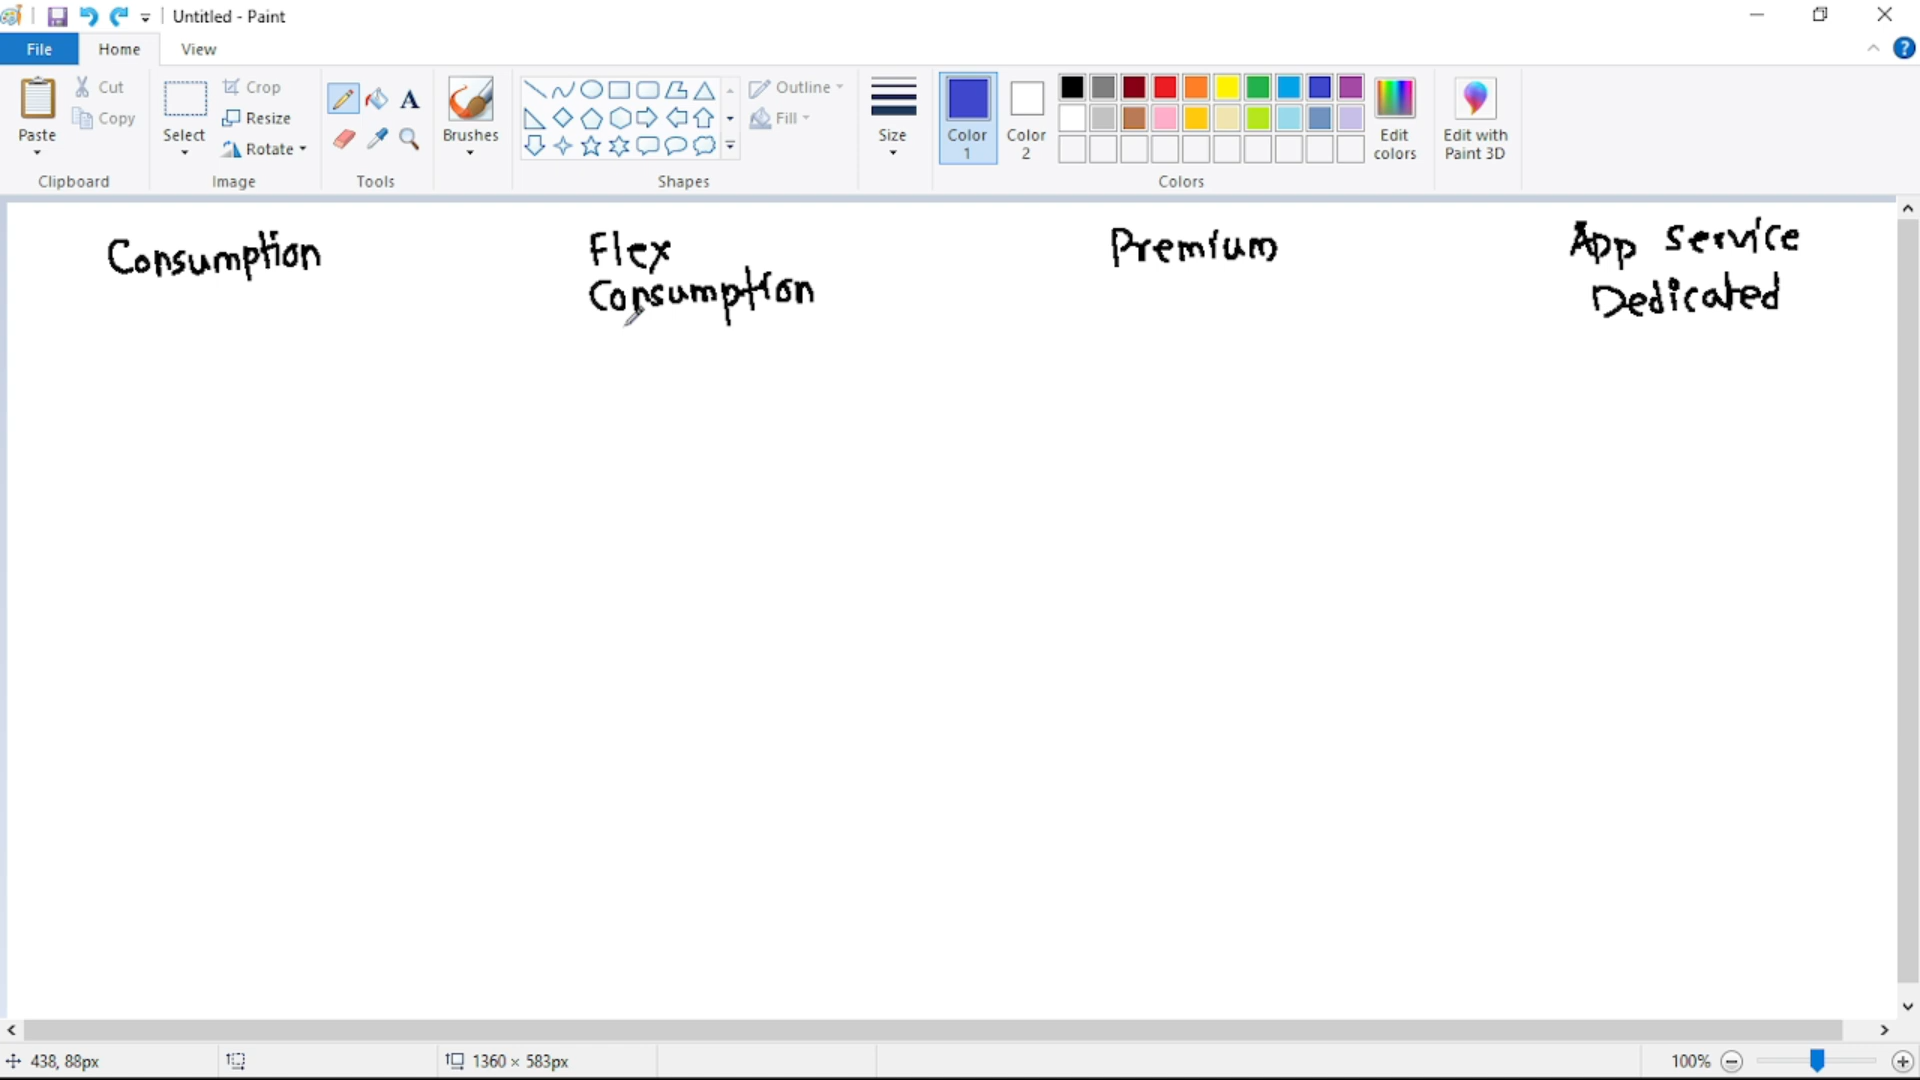 Untitled - Paint
File Home View
Paste
Cut
Copy
Clipboard
Select
Crop
Resize
Rotate
Image
A
Tools
Brushes
Shapes
Outline
Fill
Size
Color 1
Color 2
Edit colors
Colors
Edit with Paint 3D
Consumption
Flex
Consumption
Premium
App Service
Dedicated
438, 88px
1360 × 583px
100%